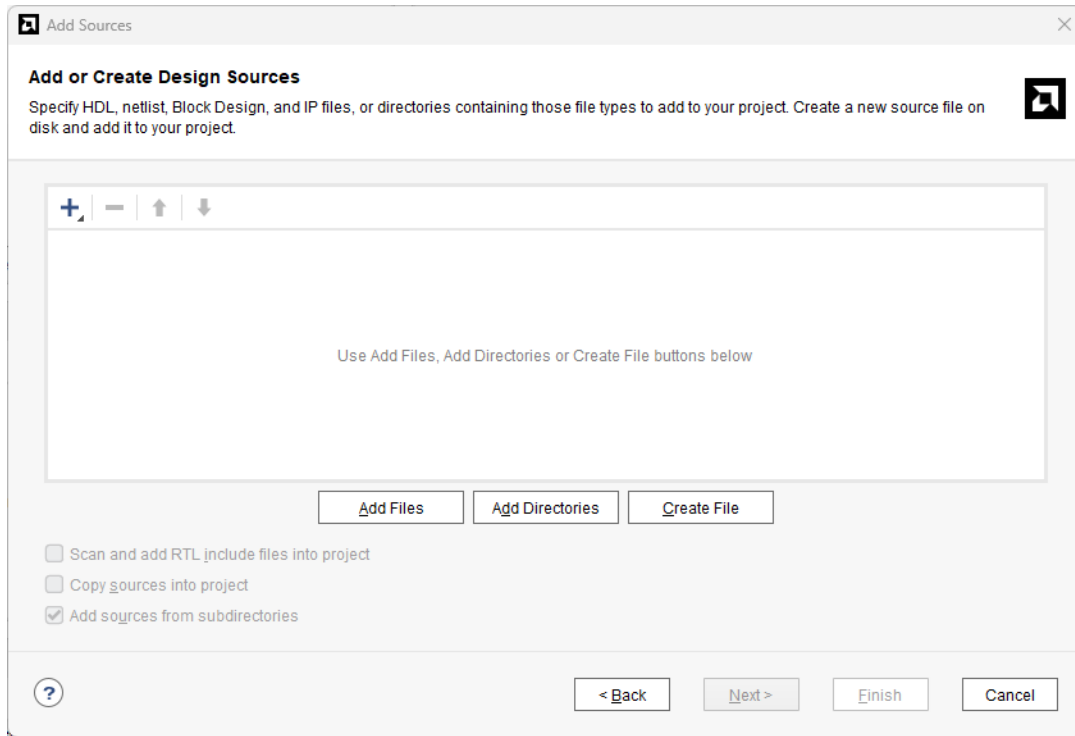 Add Sources
Add or Create Design Sources
Specify HDL, netlist, Block Design, and IP files, or directories containing those file types to add to your project. Create a new source file on
disk and add it to your project.
Use Add Files, Add Directories or Create File buttons below
Add Files
Add Directories
Create File
Scan and add RTL include files into project
Copy sources into project
Add sources from subdirectories
?
< Back
Next >
Finish
Cancel